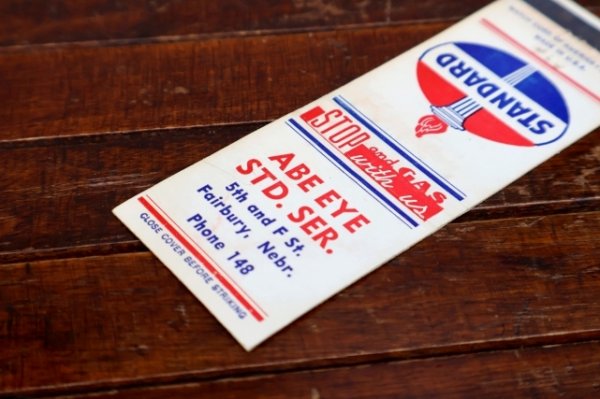 STANDARD
STOP and GAS
with us
ABE EYE
STD. SER.
5th and F St.
Fairbury, Nebr.
Phone 148
CLOSE COVER BEFORE STRIKING